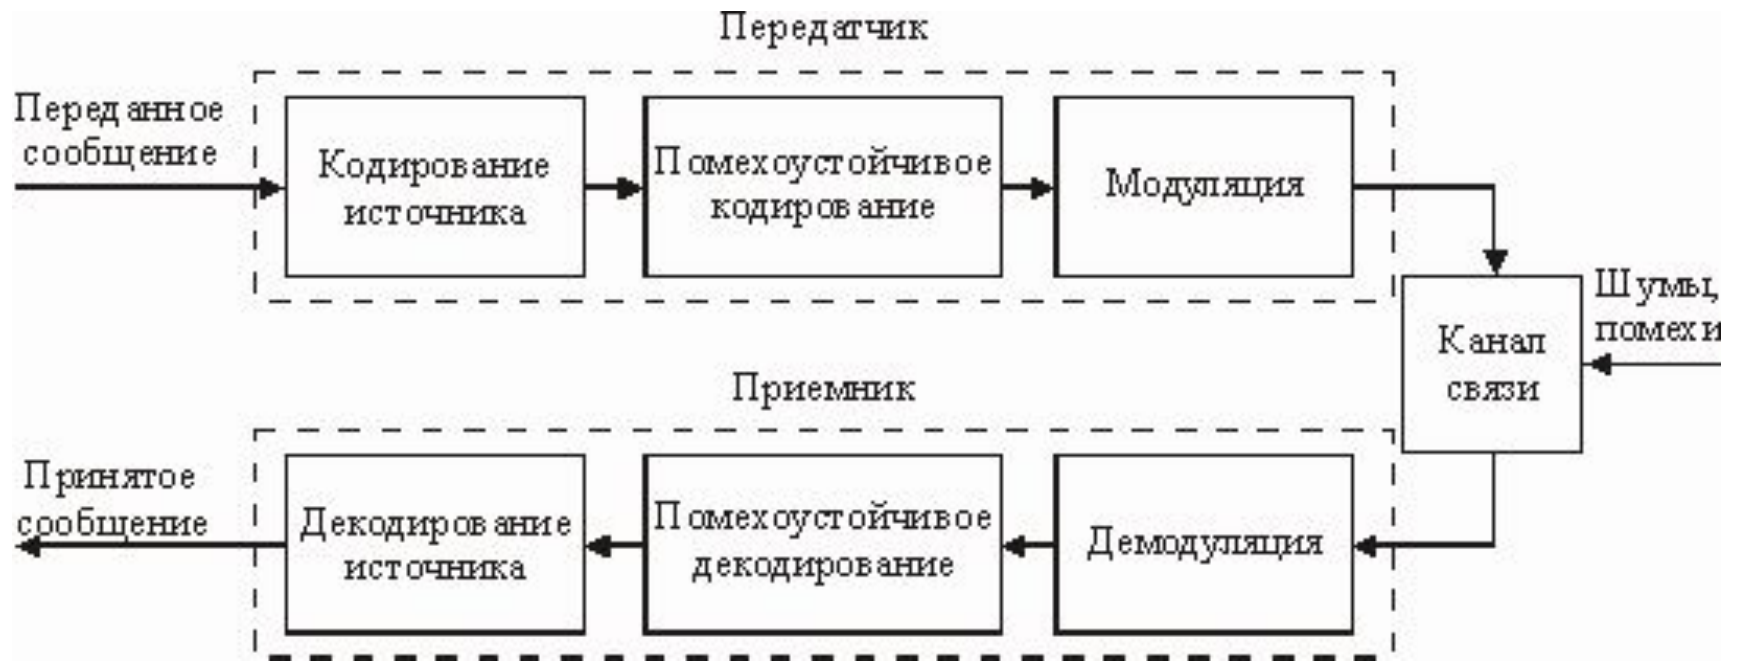 Передатчик
Переданное
сообщение
Кодирование
источника
Помехоустойчивое
кодирование
Модуляция
Шумы,
помехи
Канал
связи
Приемник
Принятое
сообщение
Декодирование
источника
Помехоустойчивое
декодирование
Демодуляция